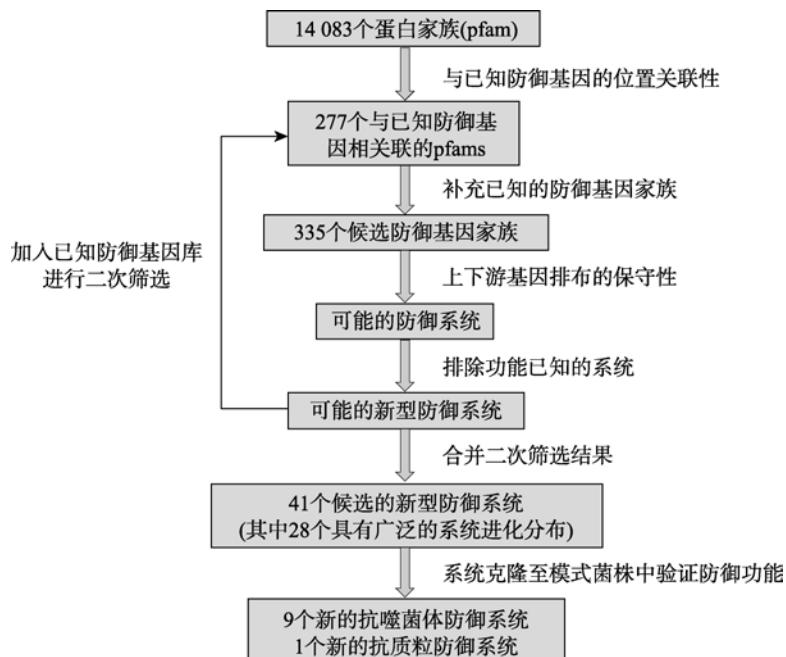 14 083个蛋白家族(pfam)
与已知防御基因的位置关联性
277个与已知防御基
因相关联的pfams
补充已知的防御基因家族
335个候选防御基因家族
加入已知防御基因库
进行二次筛选
上下游基因排布的保守性
可能的防御系统
排除功能已知的系统
可能的新型防御系统
合并二次筛选结果
41个候选的新型防御系统
(其中28个具有广泛的系统进化分布)
系统克隆至模式菌株中验证防御功能
9个新的抗噬菌体防御系统
1个新的抗质粒防御系统